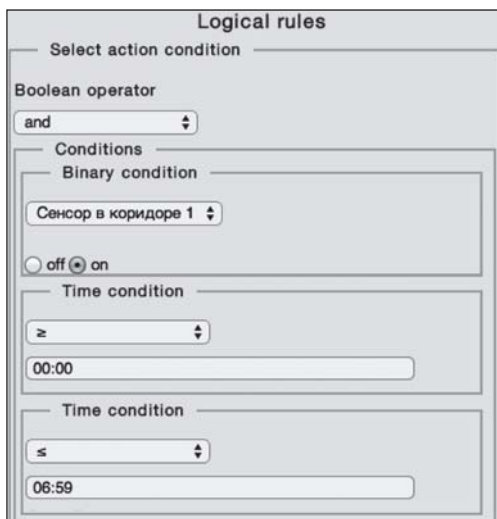 Logical rules
Select action condition
Boolean operator
and
Conditions
Binary condition
Сенсор в коридоре 1
off on
Time condition
≥
00:00
Time condition
≤
06:59